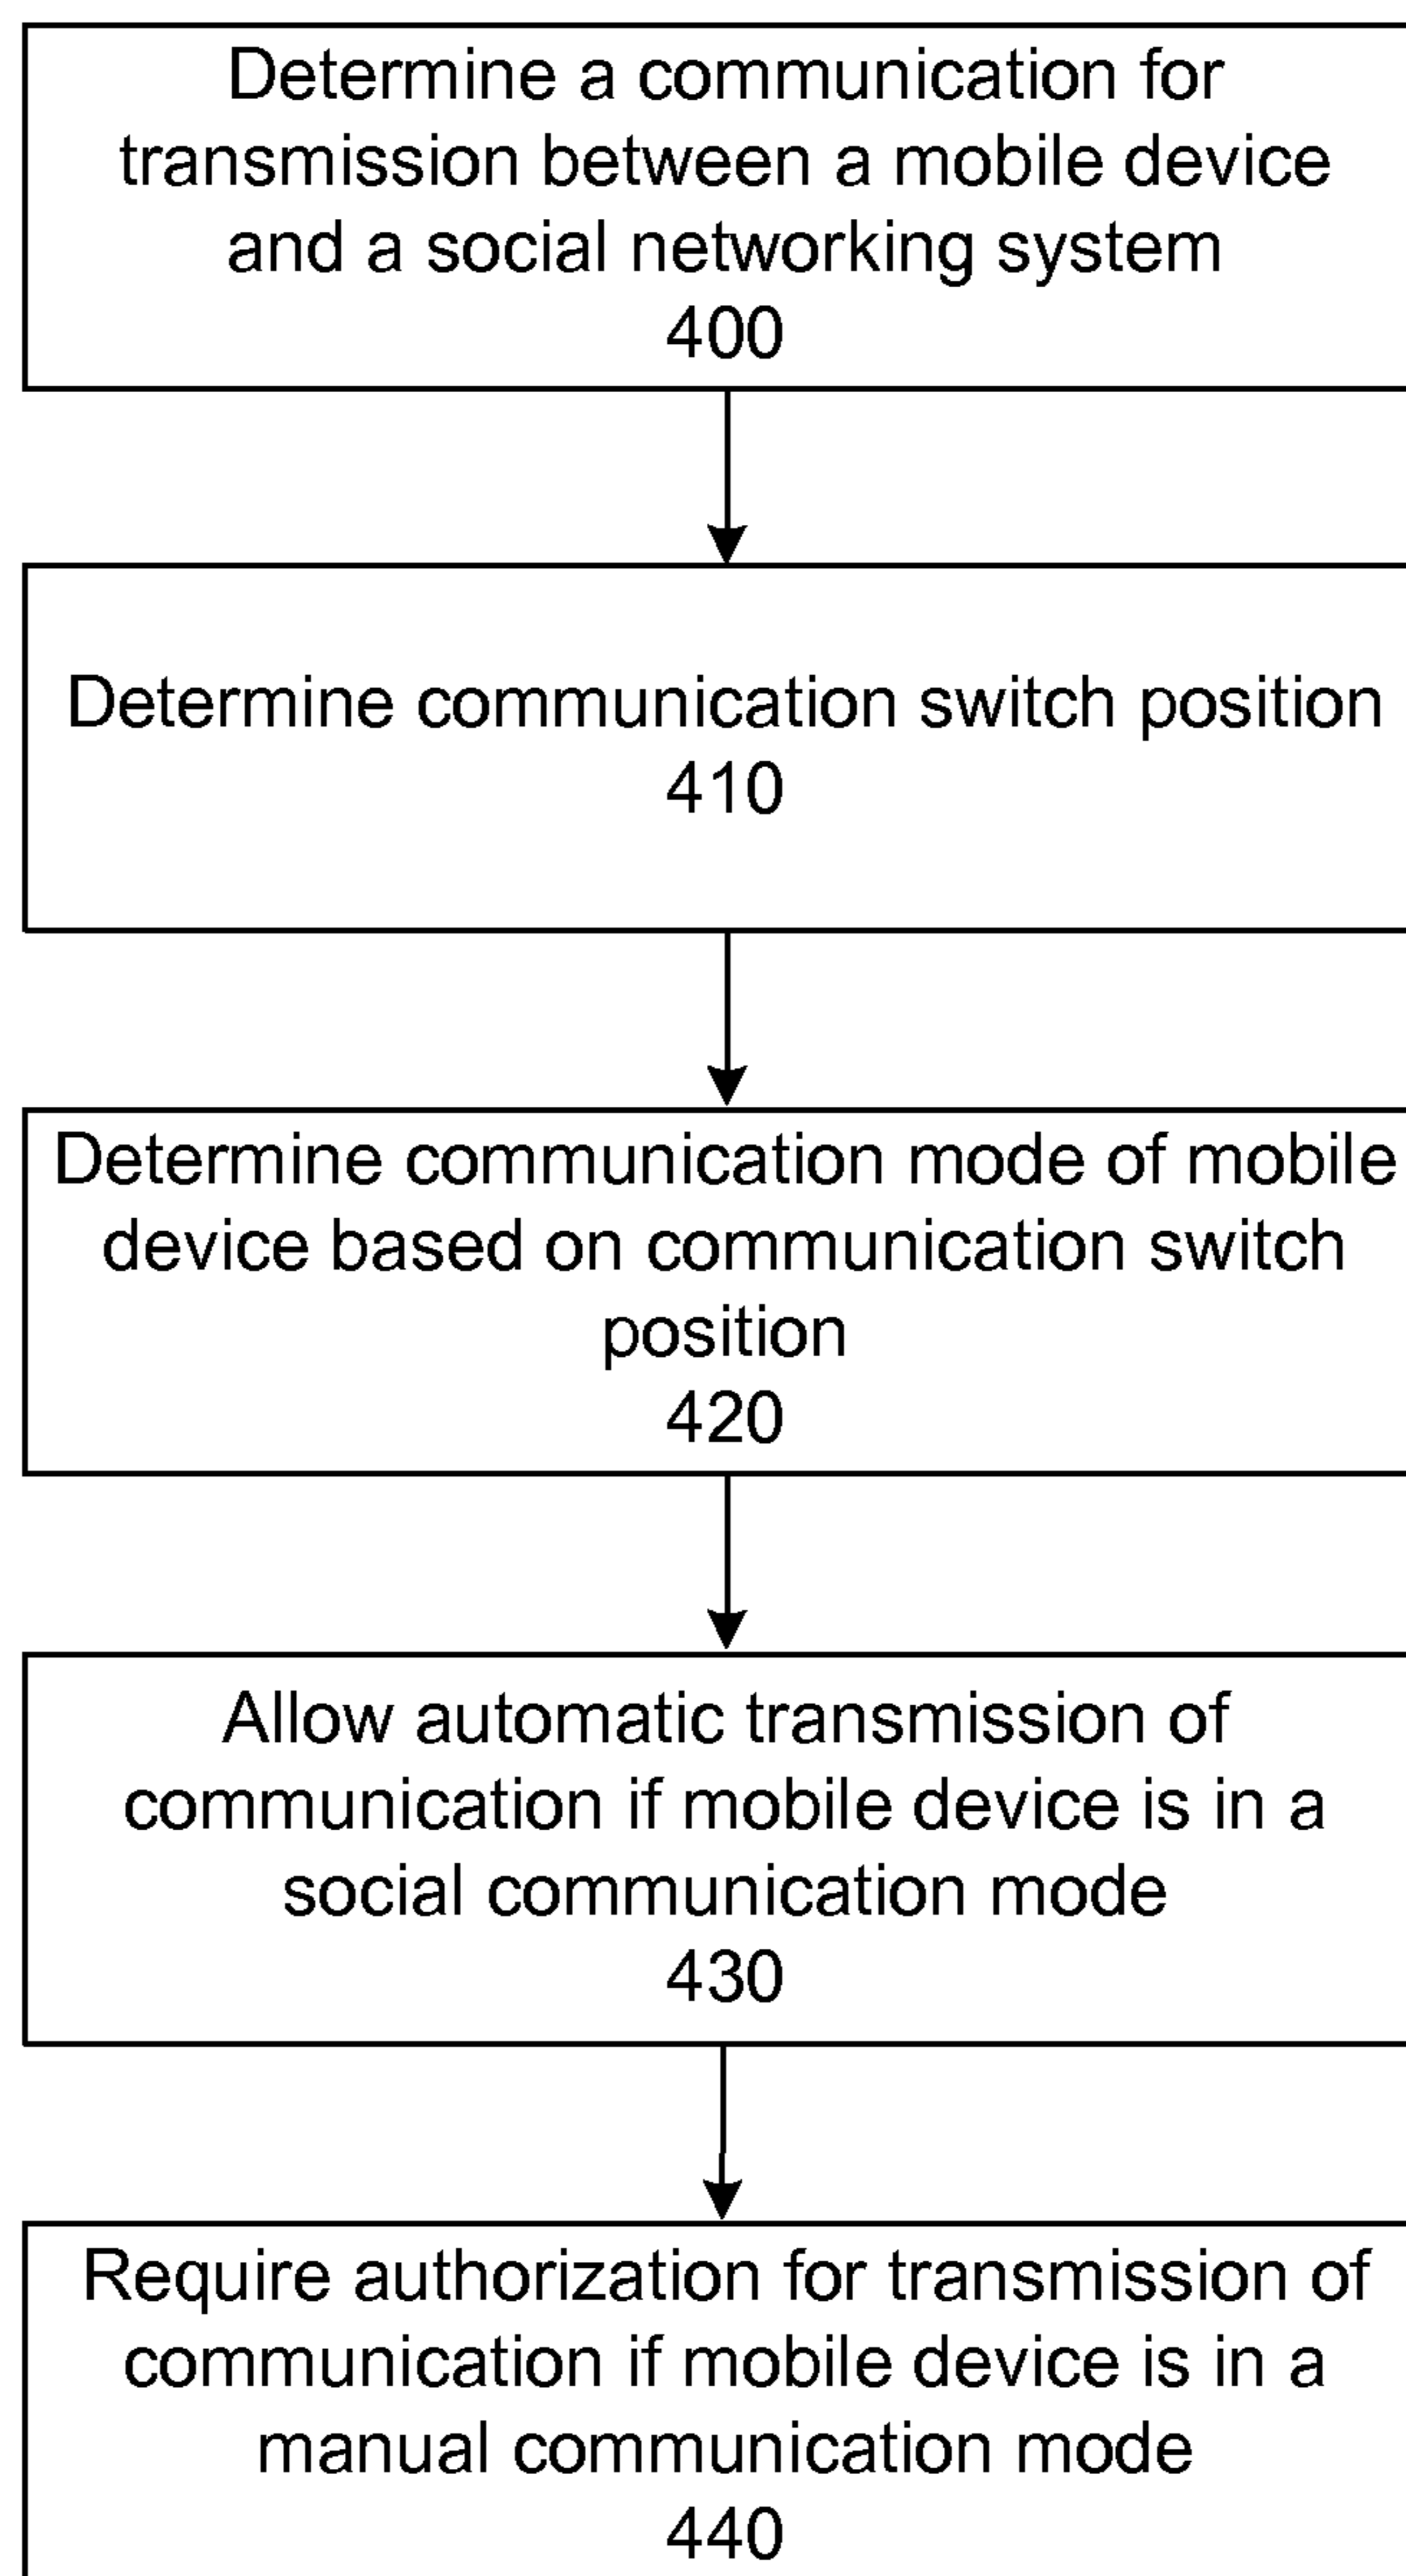 Determine a communication for
transmission between a mobile device
and a social networking system
400
Determine communication switch position
410
Determine communication mode of mobile
device based on communication switch
position
420
Allow automatic transmission of
communication if mobile device is in a
social communication mode
430
Require authorization for transmission of
communication if mobile device is in a
manual communication mode
440